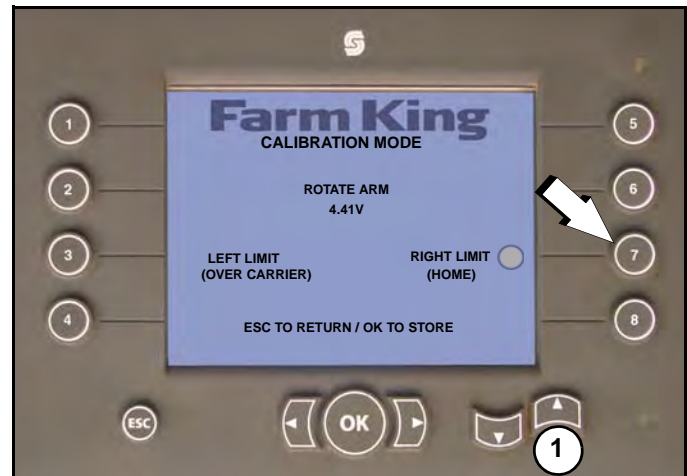 Farm King
CALIBRATION MODE
1
5
2
ROTATE ARM
6
4.41V
3
LEFT LIMIT
(OVER CARRIER)
RIGHT LIMIT
(HOME)
7
4
ESC TO RETURN / OK TO STORE
8
ESC
OK
1